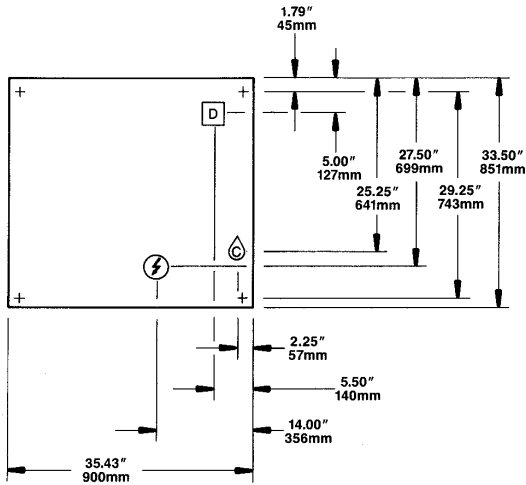 1.79"
45mm
D
5.00"
127mm
27.50"
699mm
33.50"
851mm
25.25"
641mm
29.25"
743mm
C
2.25"
57mm
5.50"
140mm
14.00"
356mm
35.43"
900mm